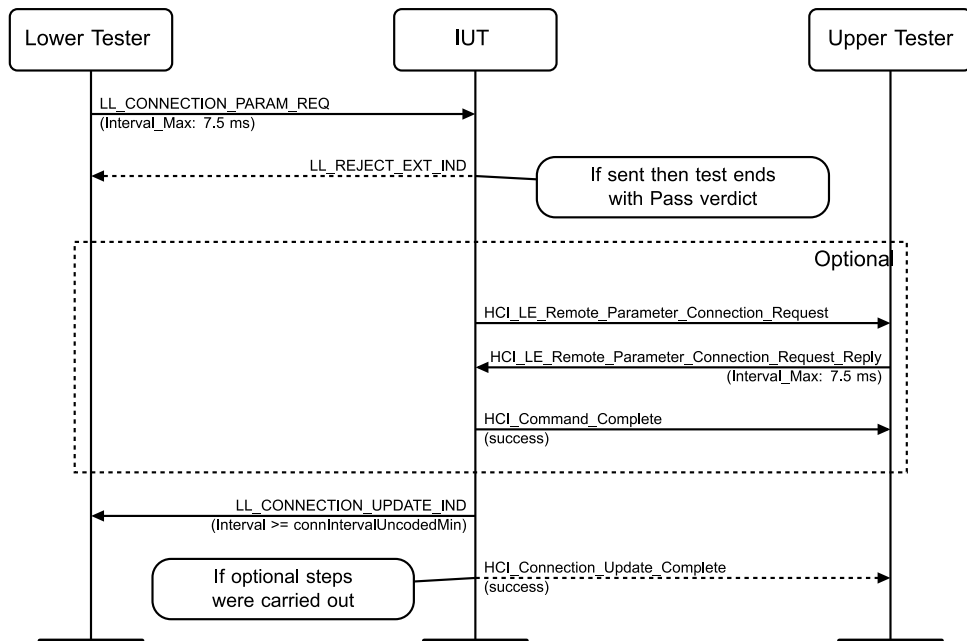 Lower Tester
IUT
Upper Tester
LL_CONNECTION_PARAM_REQ
(Interval_Max: 7.5 ms)
LL_REJECT_EXT_IND
If sent then test ends
with Pass verdict
Optional
HCI_LE_Remote_Parameter_Connection_Request
HCI_LE_Remote_Parameter_Connection_Request_Reply
(Interval_Max: 7.5 ms)
HCI_Command_Complete
(success)
LL_CONNECTION_UPDATE_IND
(Interval >= connIntervalUncodedMin)
If optional steps
were carried out
HCI_Connection_Update_Complete
(success)